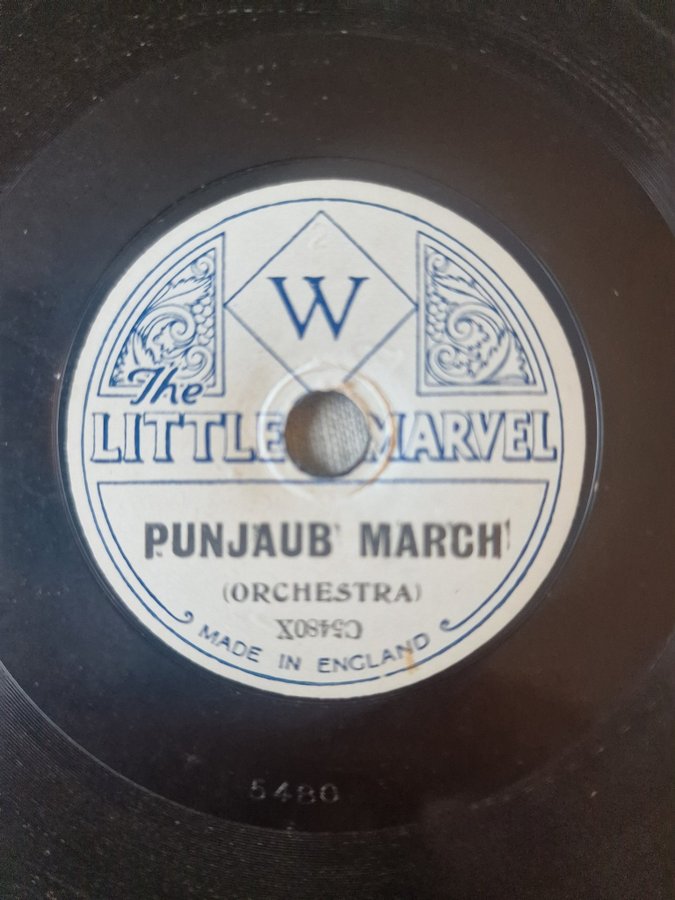 W
The
LITTLE MARVEL
PUNJAUB MARCH
(ORCHESTRA)
C5480X
MADE IN ENGLAND
5480